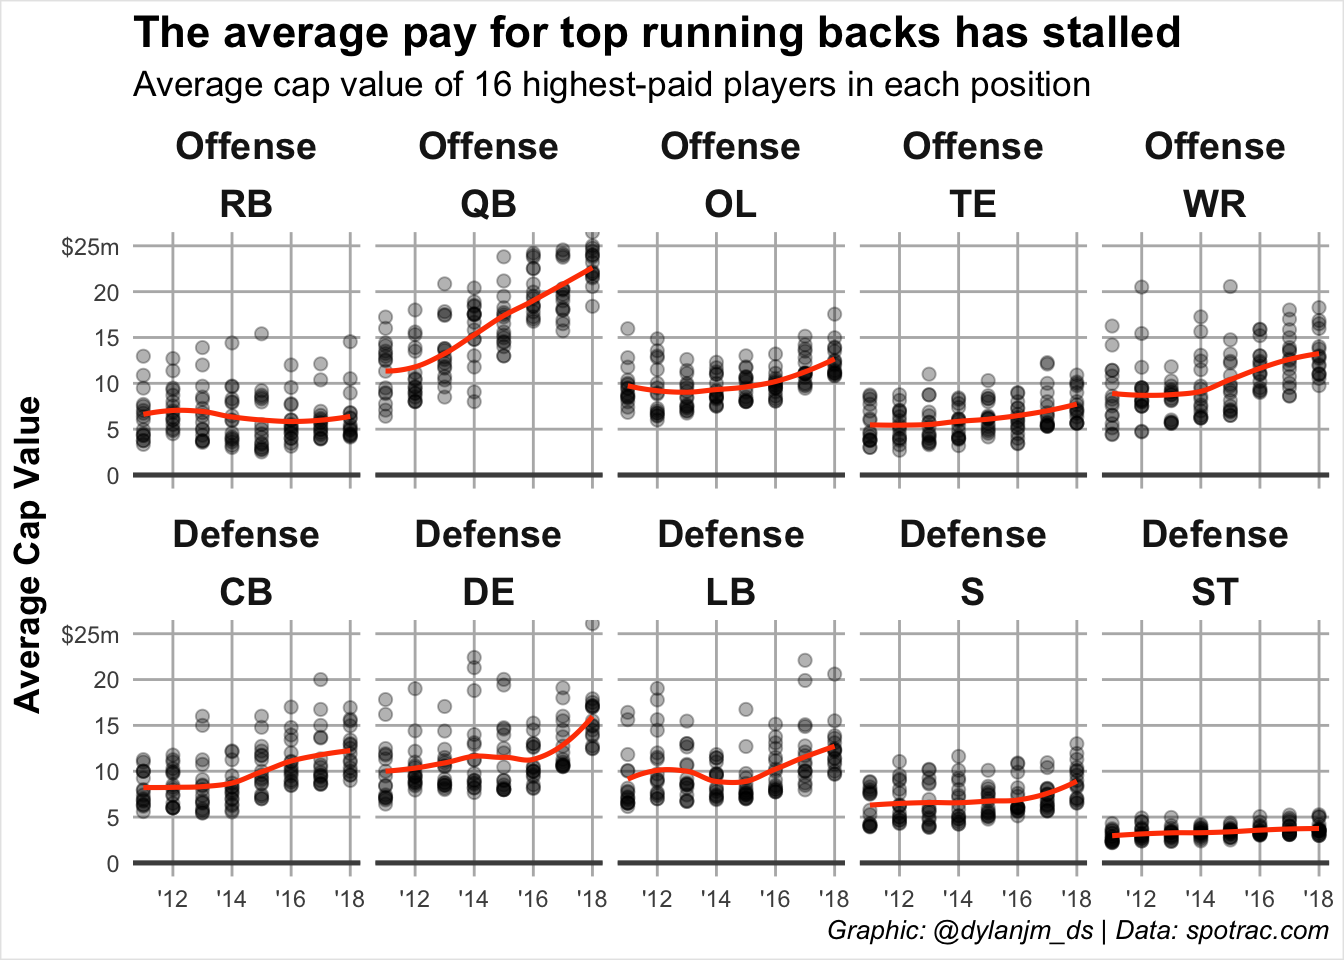 The average pay for top running backs has stalled
Average cap value of 16 highest-paid players in each position
Offense Offense Offense Offense Offense
RB QB OL TE WR
$25m
20
15
10
5
0
Average Cap Value
Defense Defense Defense Defense Defense
CB DE LB S ST
$25m
20
15
10
5
0
'12 '14 '16 '18 '12 '14 '16 '18 '12 '14 '16 '18 '12 '14 '16 '18 '12 '14 '16 '18
Graphic: @dylanjm_ds | Data: spotrac.com